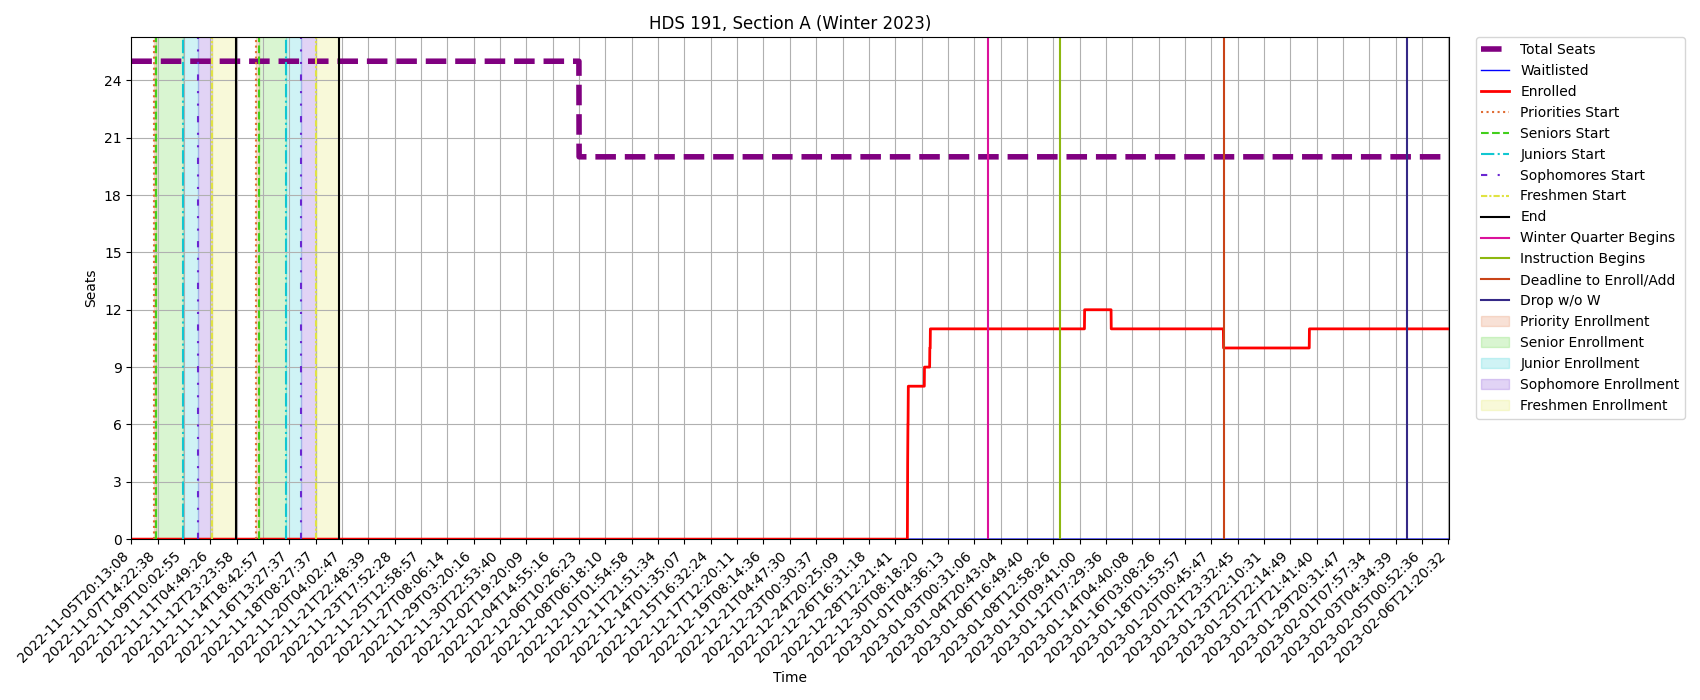 HDS 191, Section A (Winter 2023)
Seats
24
21
18
15
12
9
6
3
0
2022-11-05T20:13:08
2022-11-07T14:22:38
2022-11-09T10:02:55
2022-11-11T04:49:26
2022-11-12T23:23:58
2022-11-14T18:42:57
2022-11-16T13:27:37
2022-11-18T08:27:37
2022-11-20T04:02:47
2022-11-21T22:48:39
2022-11-23T17:52:28
2022-11-25T12:58:57
2022-11-27T08:06:14
2022-11-29T03:20:16
2022-11-30T22:53:40
2022-12-02T19:20:09
2022-12-04T14:55:16
2022-12-06T10:26:23
2022-12-08T06:18:10
2022-12-10T01:54:58
2022-12-11T21:51:34
2022-12-14T01:35:07
2022-12-15T16:32:24
2022-12-17T12:20:11
2022-12-19T08:14:36
2022-12-21T04:47:30
2022-12-23T00:30:37
2022-12-24T20:25:09
2022-12-26T16:31:18
2022-12-28T12:21:41
2022-12-30T08:18:20
2023-01-01T04:36:13
2023-01-03T00:31:06
2023-01-04T20:43:04
2023-01-06T16:49:40
2023-01-08T12:58:26
2023-01-10T09:41:00
2023-01-12T07:29:36
2023-01-14T04:40:08
2023-01-16T03:08:26
2023-01-18T01:53:57
2023-01-20T00:45:47
2023-01-21T23:32:45
2023-01-23T22:10:31
2023-01-25T22:14:49
2023-01-27T21:41:40
2023-01-29T20:31:47
2023-02-01T07:57:34
2023-02-03T04:34:39
2023-02-05T00:52:36
2023-02-06T21:20:32
Time
Total Seats
Waitlisted
Enrolled
Priorities Start
Seniors Start
Juniors Start
Sophomores Start
Freshmen Start
End
Winter Quarter Begins
Instruction Begins
Deadline to Enroll/Add
Drop w/o W
Priority Enrollment
Senior Enrollment
Junior Enrollment
Sophomore Enrollment
Freshmen Enrollment